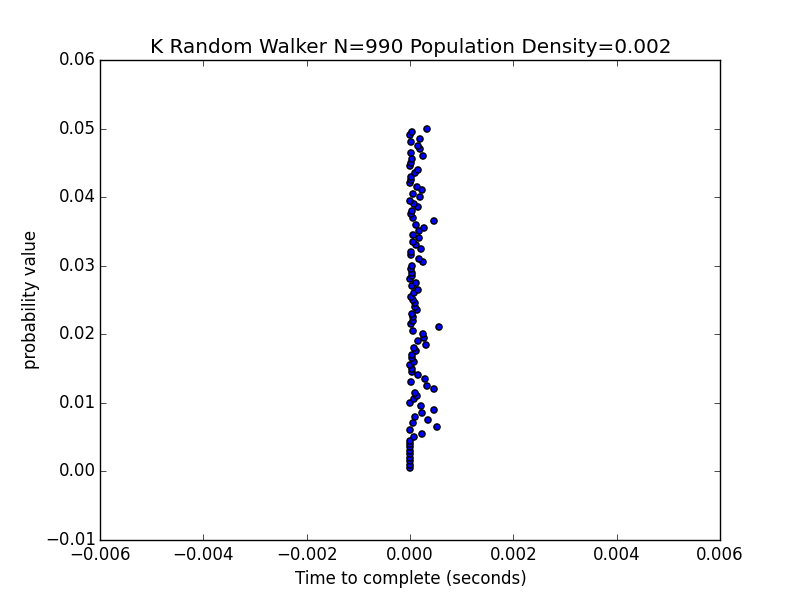 K Random Walker N=990 Population Density=0.002
0.06
0.05
0.04
0.03
0.02
0.01
0.00
−0.01
probability value
−0.006 −0.004 −0.002 0.000 0.002 0.004 0.006
Time to complete (seconds)